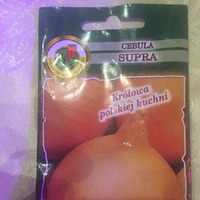 CEBULA
SUPRA
Królowa
polskiej kuchni